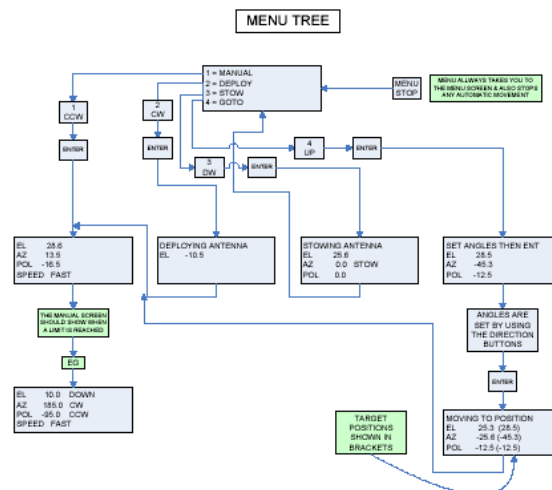 MENU TREE
1 = MANUAL
2 = DEPLOY
3 = STOW
4 = GOTO
MENU
STOP
MENU ALLWAYS TAKES YOU TO
THE MENU SCREEN & ALSO STOPS
ANY AUTOMATIC MOVEMENT
1
CCW
2
CW
ENTER
ENTER
3
DW
ENTER
4
UP
ENTER
EL 28.6
AZ 13.5
POL -16.5
SPEED FAST
DEPLOYING ANTENNA
EL -10.5
STOWING ANTENNA
EL 25.6
AZ 0.0 STOW
POL 0.0
SET ANGLES THEN ENT
EL 28.5
AZ -45.3
POL -12.5
THE MANUAL SCREEN
SHOULD SHOW WHEN
A LIMIT IS REACHED
ANGLES ARE
SET BY USING
THE DIRECTION
BUTTONS
EG
ENTER
EL 10.0 DOWN
AZ 185.0 CW
POL -95.0 CCW
SPEED FAST
TARGET
POSITIONS
SHOWN IN
BRACKETS
MOVING TO POSITION
EL 25.3 (28.5)
AZ -25.6 (-45.3)
POL -12.5 (-12.5)